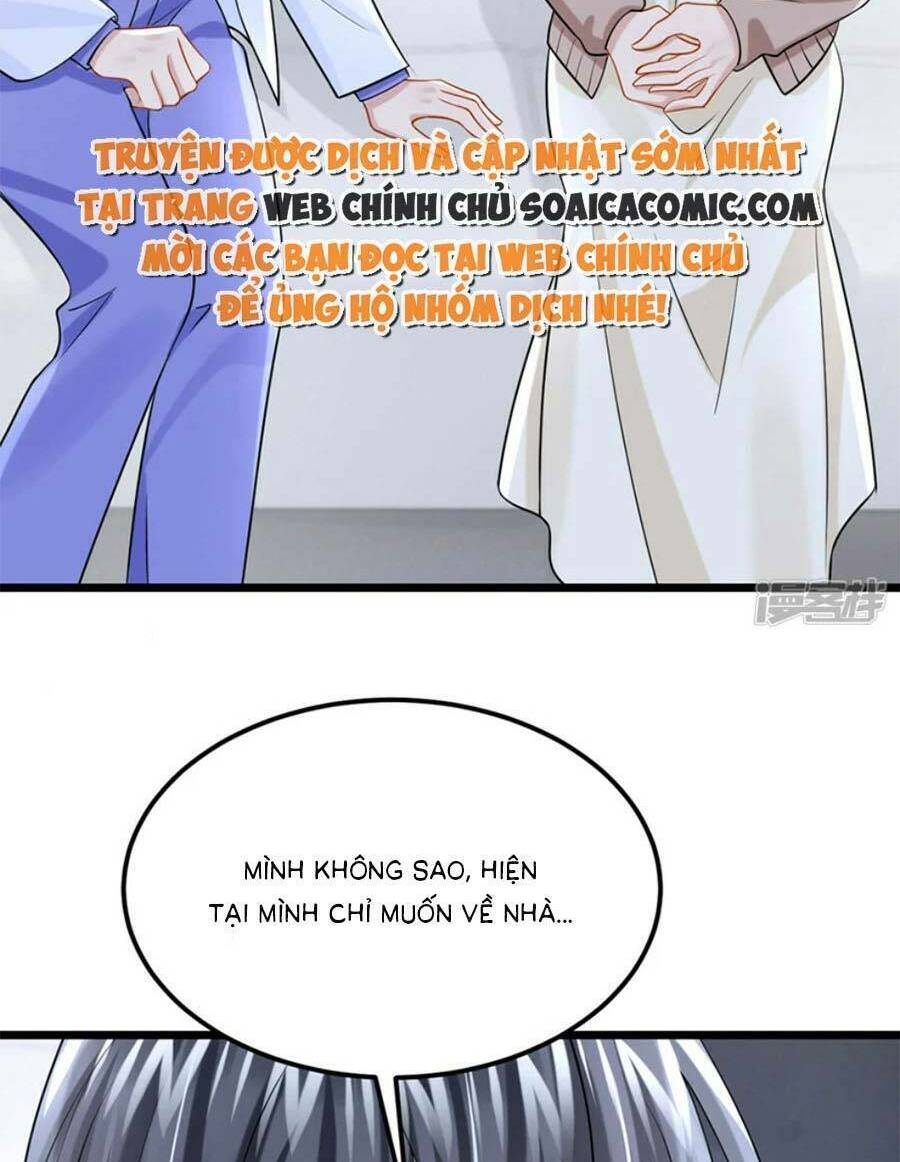 TRUYỆN ĐƯỢC DỊCH VÀ CẬP NHẬT SỚM NHẤT
TẠI TRANG WEB CHÍNH CHỦ SOAICACOMIC.COM
MỜI CÁC BẠN ĐỌC TẠI WEB CHÍNH CHỦ
ĐỂ ỦNG HỘ NHÓM DỊCH NHÉ!
漫客栈
MÌNH KHÔNG SAO, HIỆN
TẠI MÌNH CHỈ MUỐN VỀ NHÀ...